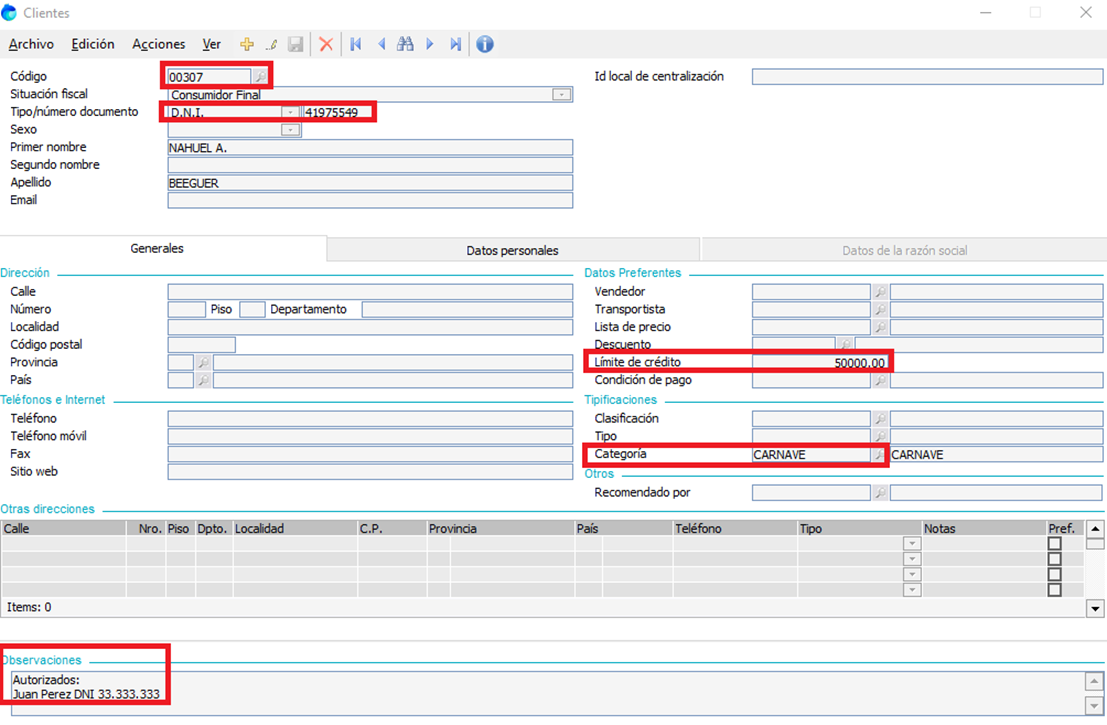 Clientes
Archivo Edición Acciones Ver
Código 00307 Id local de centralización
Situación fiscal Consumidor Final
Tipo/número documento D.N.I. 41975549
Sexo
Primer nombre NAHUEL A.
Segundo nombre
Apellido BEEGUER
Email
Generales Datos personales Datos de la razón social
Dirección Datos Preferentes
Calle Vendedor
Número Piso Departamento Transportista
Localidad Lista de precio
Código postal Descuento
Provincia Límite de crédito 50000.00
País Condición de pago
Teléfonos e Internet Tipificaciones
Teléfono Clasificación
Teléfono móvil Tipo
Fax Categoría CARNAVE CARNAVE
Sitio web Otros
Recomendado por
Otras direcciones
Calle Nro. Piso Dpto. Localidad C.P. Provincia País Teléfono Tipo Notas Pref.
Items: 0
Observaciones
Autorizados:
Juan Perez DNI 33.333.333